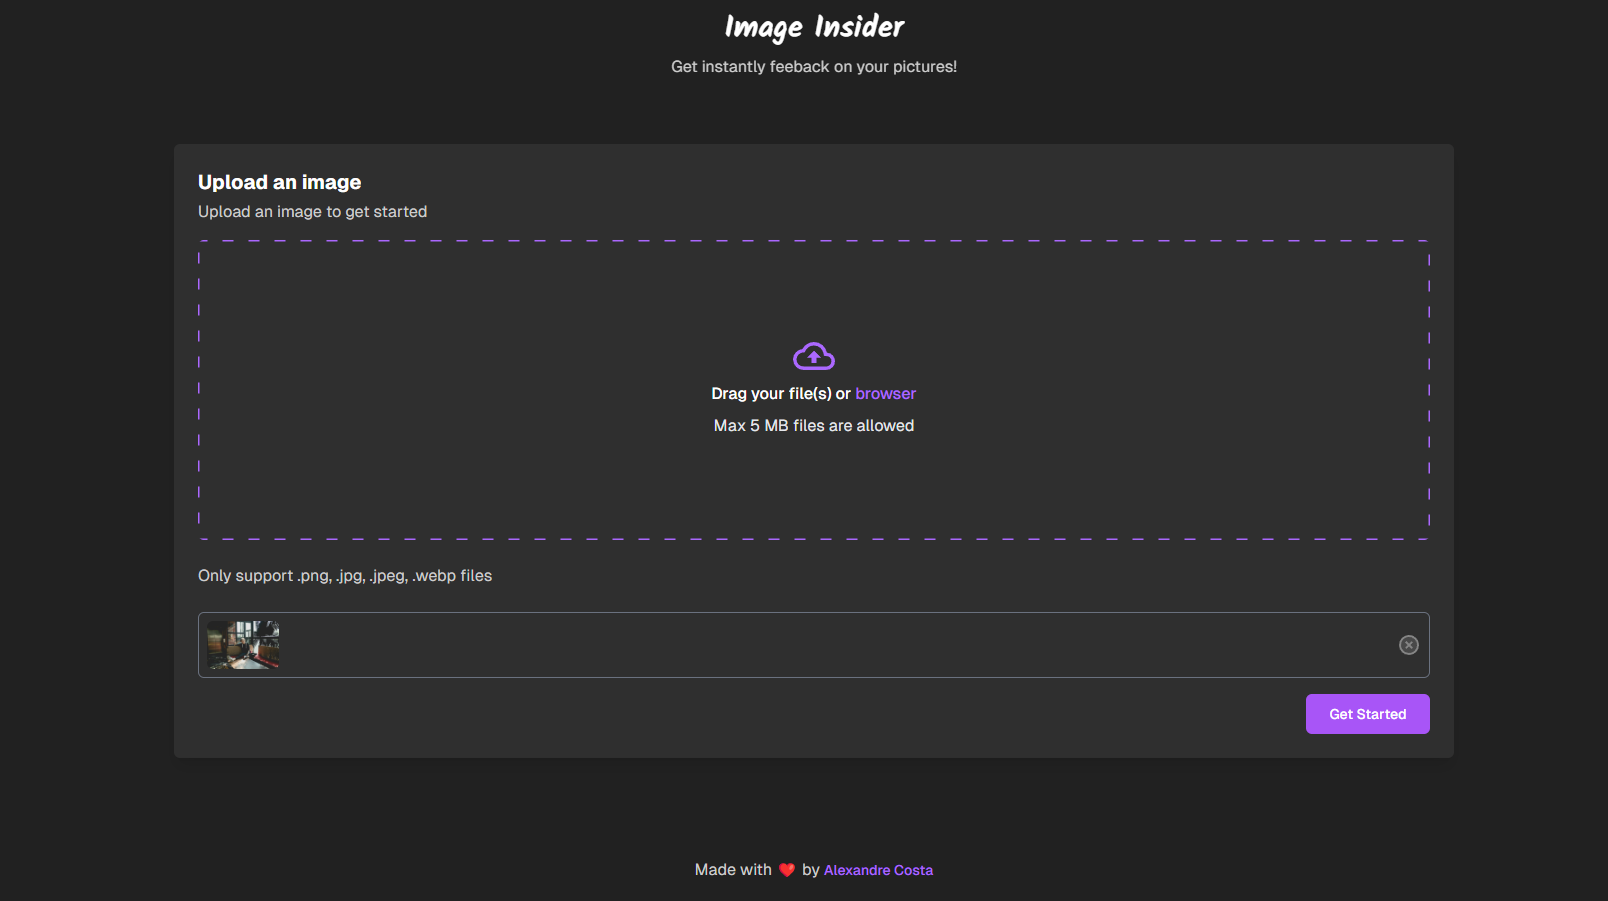 Image Insider
Get instantly feeback on your pictures!
Upload an image
Upload an image to get started
Drag your file(s) or browser
Max 5 MB files are allowed
Only support .png, .jpg, .jpeg, .webp files
Get Started
Made with ❤️ by Alexandre Costa